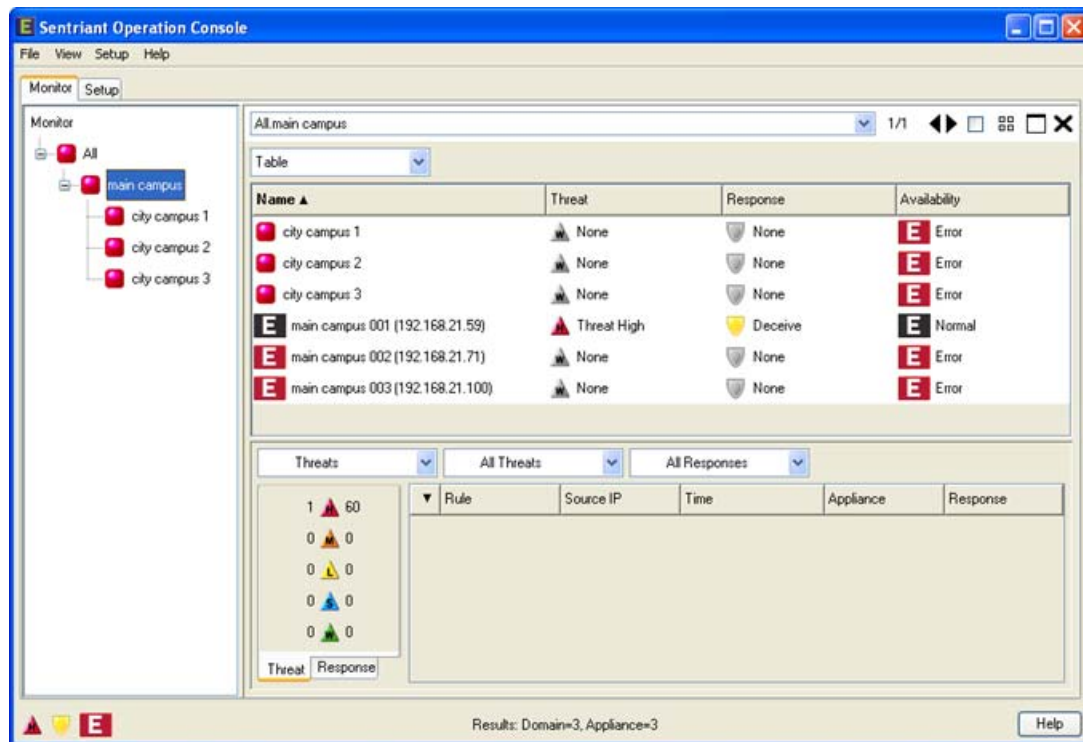 E Sentriant Operation Console
File View Setup Help
Monitor Setup
Monitor
All
main campus
city campus 1
city campus 2
city campus 3
All.main campus 1/1
Table
Name ▲ Threat Response Availability
city campus 1 None None E Error
city campus 2 None None E Error
city campus 3 None None E Error
E main campus 001 (192.168.21.59) H Threat High Deceive E Normal
E main campus 002 (192.168.21.71) None None E Error
E main campus 003 (192.168.21.100) None None E Error
Threats All Threats All Responses
▼ Rule Source IP Time Appliance Response
1 H 60
0 M 0
0 L 0
0 S 0
0 W 0
Threat Response
H E Results: Domain=3, Appliance=3 Help